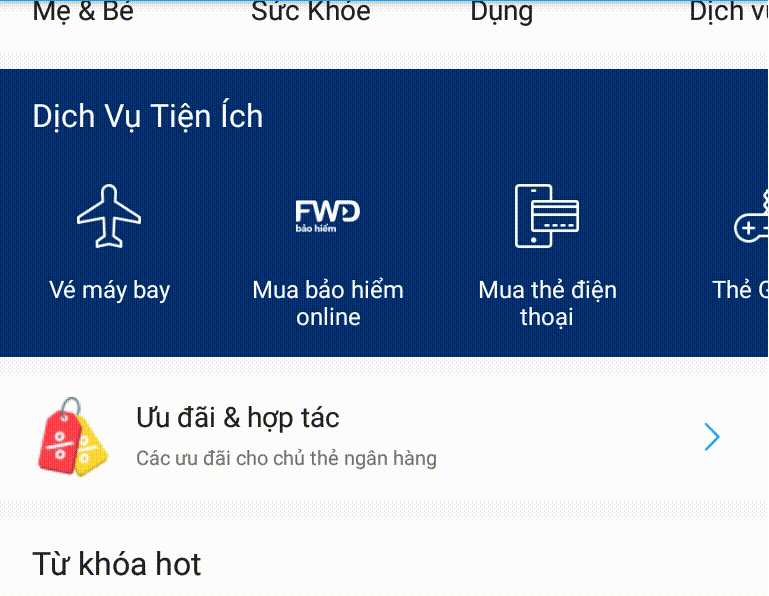 Mẹ & Bé
Sức Khỏe
Dụng
Dịch
Dịch Vụ Tiện Ích
FWD
bảo hiểm
Vé máy bay
Mua bảo hiểm
online
Mua thẻ điện
thoại
Thẻ
Ưu đãi & hợp tác
Các ưu đãi cho chủ thẻ ngân hàng
Từ khóa hot